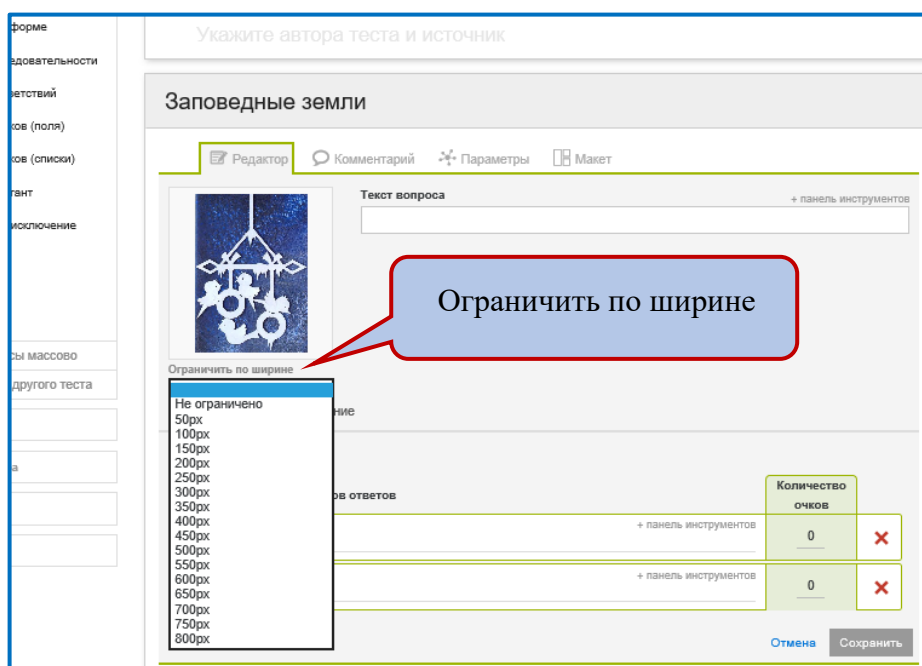 форме
Укажите автора теста и источник
едовательности
етствий
Заповедные земли
ков (поля)
ков (списки)
Редактор Комментарий Параметры Макет
тант
исключение
Текст вопроса + панель инструментов
Ограничить по ширине
Ограничить по ширине
сы массово
другого теста
Не ограничено
ние
50px
100px
150px
200px
250px
300px
350px
400px
450px
500px
550px
600px
650px
700px
750px
800px
а
ов ответов
Количество
очков
+ панель инструментов
0
+ панель инструментов
0
Отмена Сохранить